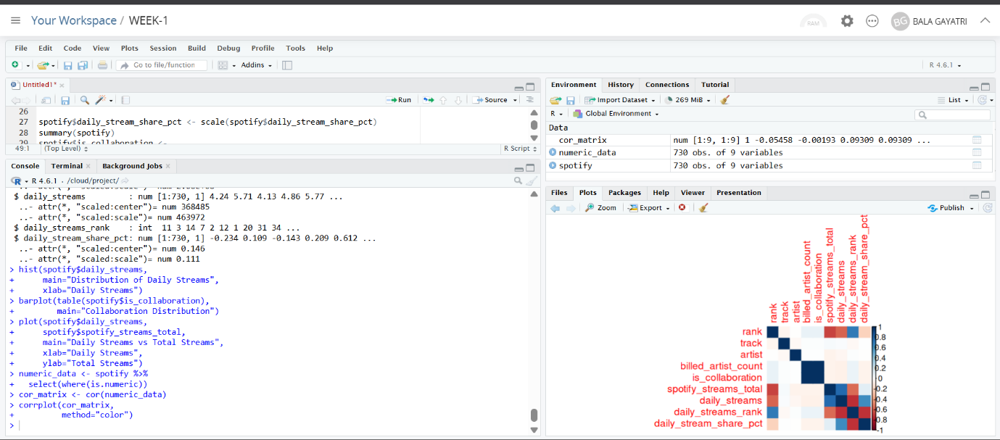 Your Workspace / WEEK-1
RAM
BG BALA GAYATRI
File Edit Code View Plots Session Build Debug Profile Tools Help
Go to file/function Addins R 4.6.1
Untitled1*
Run Source
26
27 spotify$daily_stream_share_pct <- scale(spotify$daily_stream_share_pct)
28 summary(spotify)
29 spotify$is_collaboration <-
49:1 (Top Level) R Script
Console Terminal Background Jobs
R 4.6.1 . /cloud/project/
$ daily_streams : num [1:730, 1] 4.24 5.71 4.13 4.86 5.77 ...
..- attr(*, "scaled:center")= num 368485
..- attr(*, "scaled:scale")= num 463972
$ daily_streams_rank : int 11 3 14 7 2 12 1 20 31 34 ...
$ daily_stream_share_pct: num [1:730, 1] -0.234 0.109 -0.143 0.209 0.612 ...
..- attr(*, "scaled:center")= num 0.146
..- attr(*, "scaled:scale")= num 0.111
> hist(spotify$daily_streams,
+ main="Distribution of Daily Streams",
+ xlab="Daily Streams")
> barplot(table(spotify$is_collaboration),
+ main="Collaboration Distribution")
> plot(spotify$daily_streams,
+ spotify$spotify_streams_total,
+ main="Daily Streams vs Total Streams",
+ xlab="Daily Streams",
+ ylab="Total Streams")
> numeric_data <- spotify %>%
+ select(where(is.numeric))
> cor_matrix <- cor(numeric_data)
> corrplot(cor_matrix,
+ method="color")
>
Environment History Connections Tutorial
Import Dataset 269 MiB List
R Global Environment
Data
cor_matrix num [1:9, 1:9] 1 -0.05458 -0.00193 0.09309 0.09309 ...
numeric_data 730 obs. of 9 variables
spotify 730 obs. of 9 variables
Files Plots Packages Help Viewer Presentation
Zoom Export Publish
rank
track
artist
billed_artist_count
is_collaboration
spotify_streams_total
daily_streams
daily_streams_rank
daily_stream_share_pct
rank
track
artist
billed_artist_count
is_collaboration
spotify_streams_total
daily_streams
daily_streams_rank
daily_stream_share_pct
1
0.8
0.6
0.4
0.2
0
-0.2
-0.4
-0.6
-0.8
-1